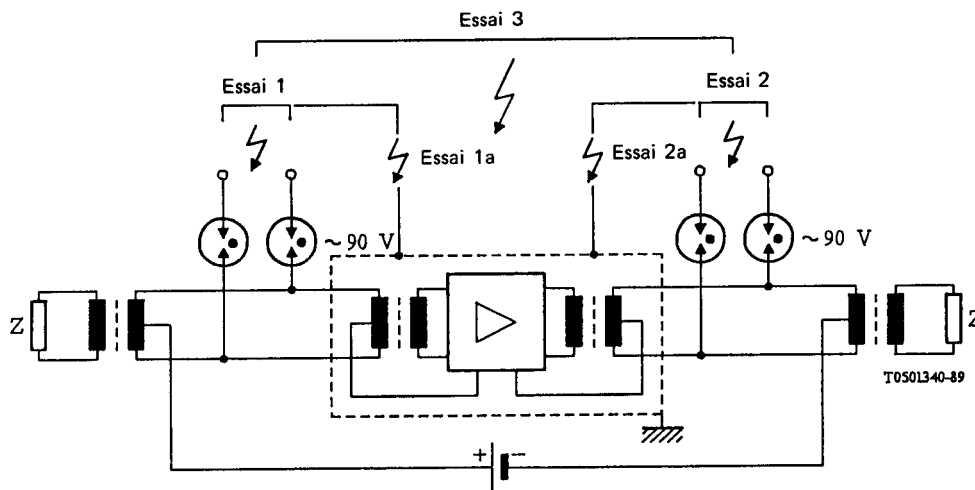 Essai 3
Essai 1
Essai 2
Essai 1a
Essai 2a
~ 90 V
~ 90 V
Z
Z
T0501340-89
+
−